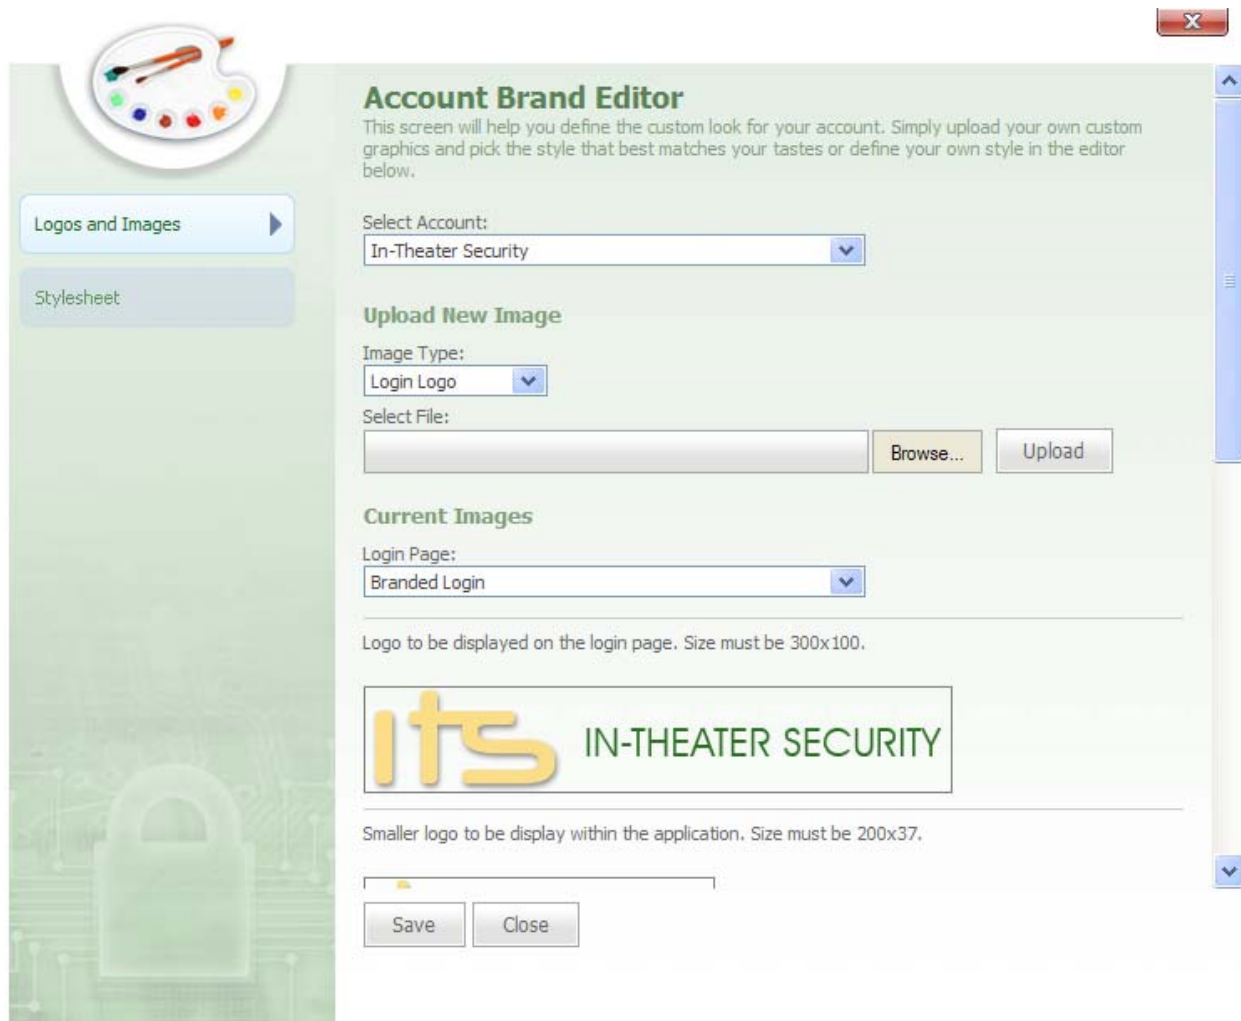 X
Account Brand Editor
This screen will help you define the custom look for your account. Simply upload your own custom
graphics and pick the style that best matches your tastes or define your own style in the editor
below.
Logos and Images
Stylesheet
Select Account:
In-Theater Security
Upload New Image
Image Type:
Login Logo
Select File:
Browse...
Upload
Current Images
Login Page:
Branded Login
Logo to be displayed on the login page. Size must be 300x100.
ITS IN-THEATER SECURITY
Smaller logo to be display within the application. Size must be 200x37.
Save
Close